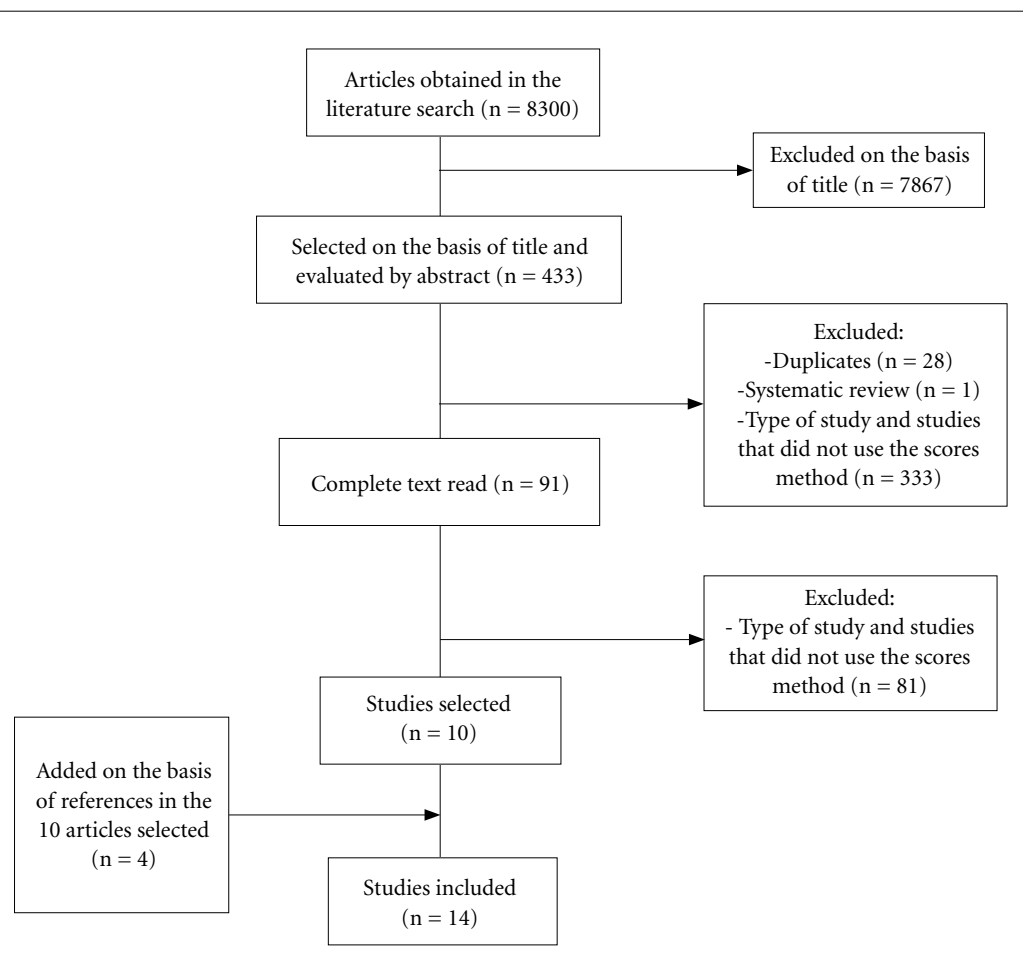 Articles obtained in the
literature search (n = 8300)
Excluded on the basis
of title (n = 7867)
Selected on the basis of title and
evaluated by abstract (n = 433)
Excluded:
-Duplicates (n = 28)
-Systematic review (n = 1)
-Type of study and studies
that did not use the scores
method (n = 333)
Complete text read (n = 91)
Excluded:
- Type of study and studies
that did not use the scores
method (n = 81)
Studies selected
(n = 10)
Added on the basis
of references in the
10 articles selected
(n = 4)
Studies included
(n = 14)